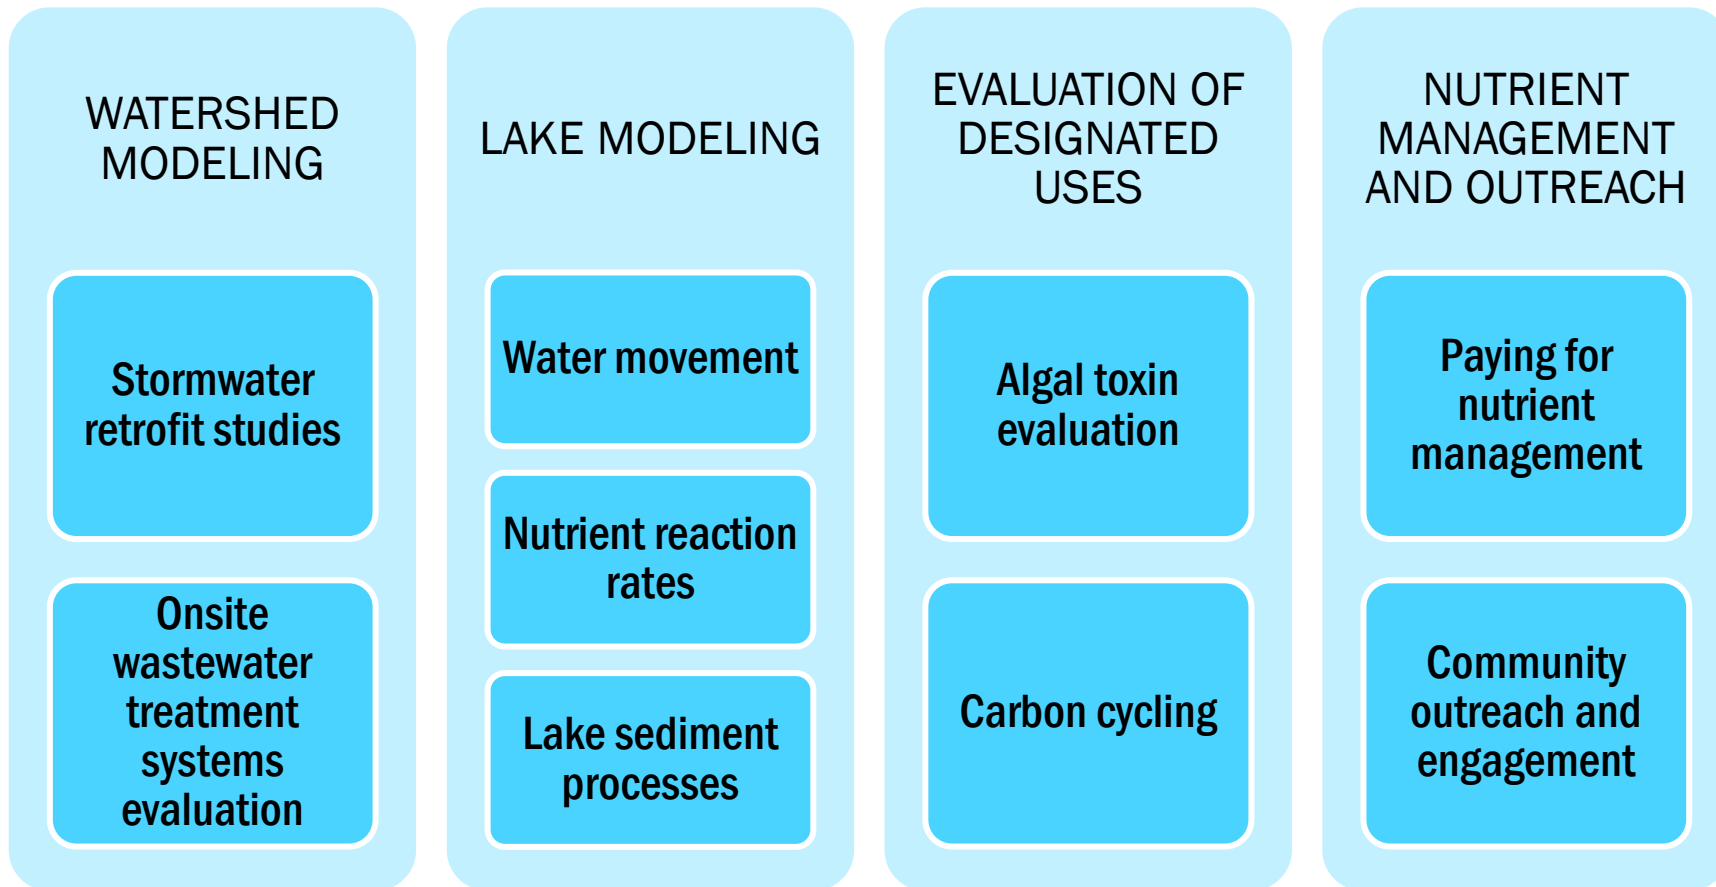 WATERSHED
MODELING
Stormwater
retrofit studies
Onsite
wastewater
treatment
systems
evaluation
LAKE MODELING
Water movement
Nutrient reaction
rates
Lake sediment
processes
EVALUATION OF
DESIGNATED
USES
Algal toxin
evaluation
Carbon cycling
NUTRIENT
MANAGEMENT
AND OUTREACH
Paying for
nutrient
management
Community
outreach and
engagement